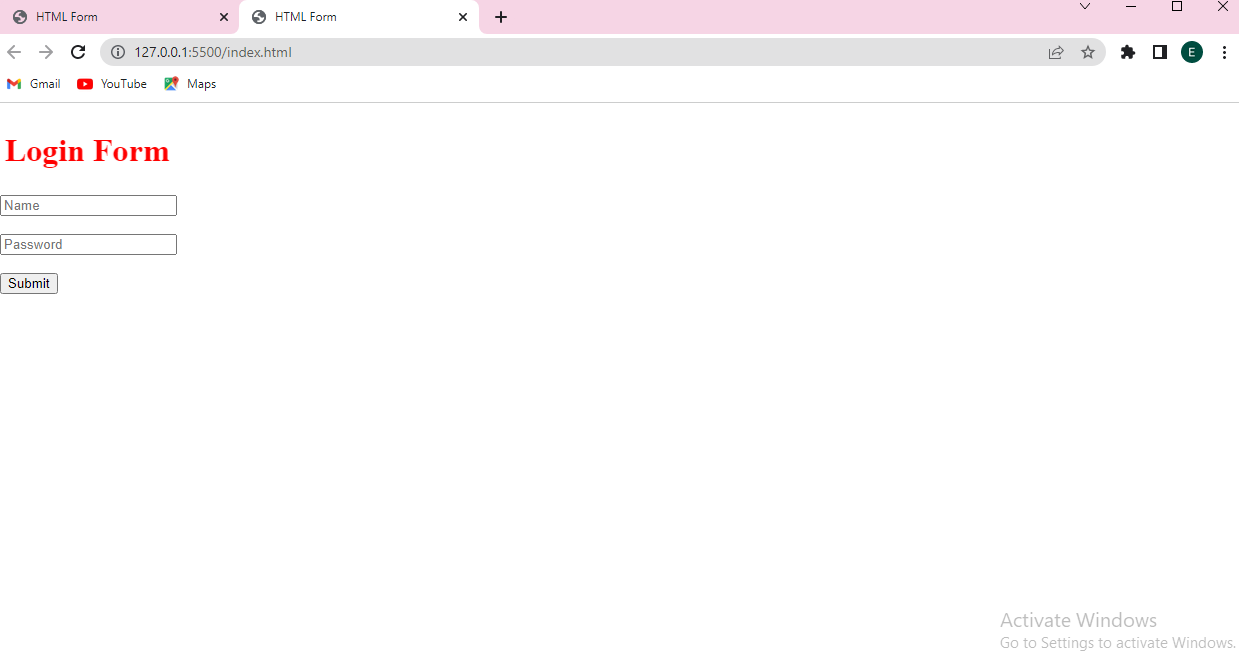 HTML Form HTML Form
127.0.0.1:5500/index.html E
Gmail YouTube Maps
Login Form
Name
Password
Submit
Activate Windows
Go to Settings to activate Windows.